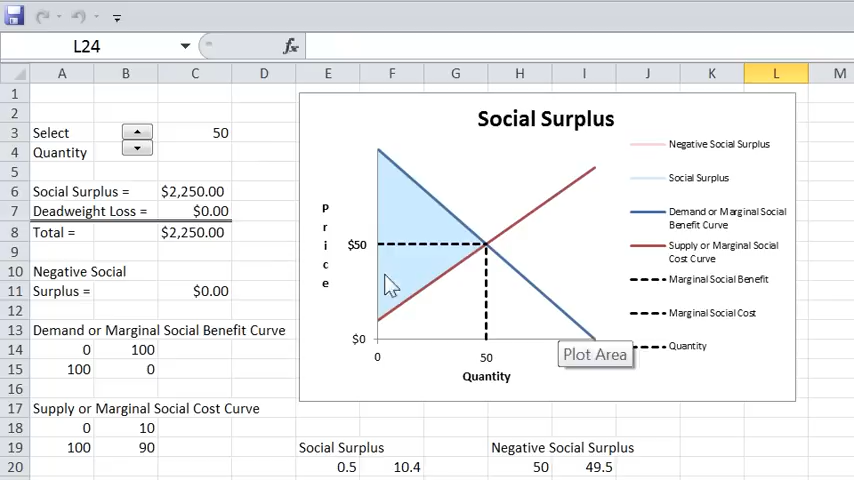 L24 fx
A B C D E F G H I J K L M
1
2
3 Select 50
4 Quantity
5
6 Social Surplus = $2,250.00
7 Deadweight Loss = $0.00
8 Total = $2,250.00
9
10 Negative Social
11 Surplus = $0.00
12
13 Demand or Marginal Social Benefit Curve
14 0 100
15 100 0
16
17 Supply or Marginal Social Cost Curve
18 0 10
19 100 90 Social Surplus Negative Social Surplus
20 0.5 10.4 50 49.5
Social Surplus
Price
$50
$0
0 50
Quantity
Plot Area
Negative Social Surplus
Social Surplus
Demand or Marginal Social
Benefit Curve
Supply or Marginal Social
Cost Curve
Marginal Social Benefit
Marginal Social Cost
Quantity